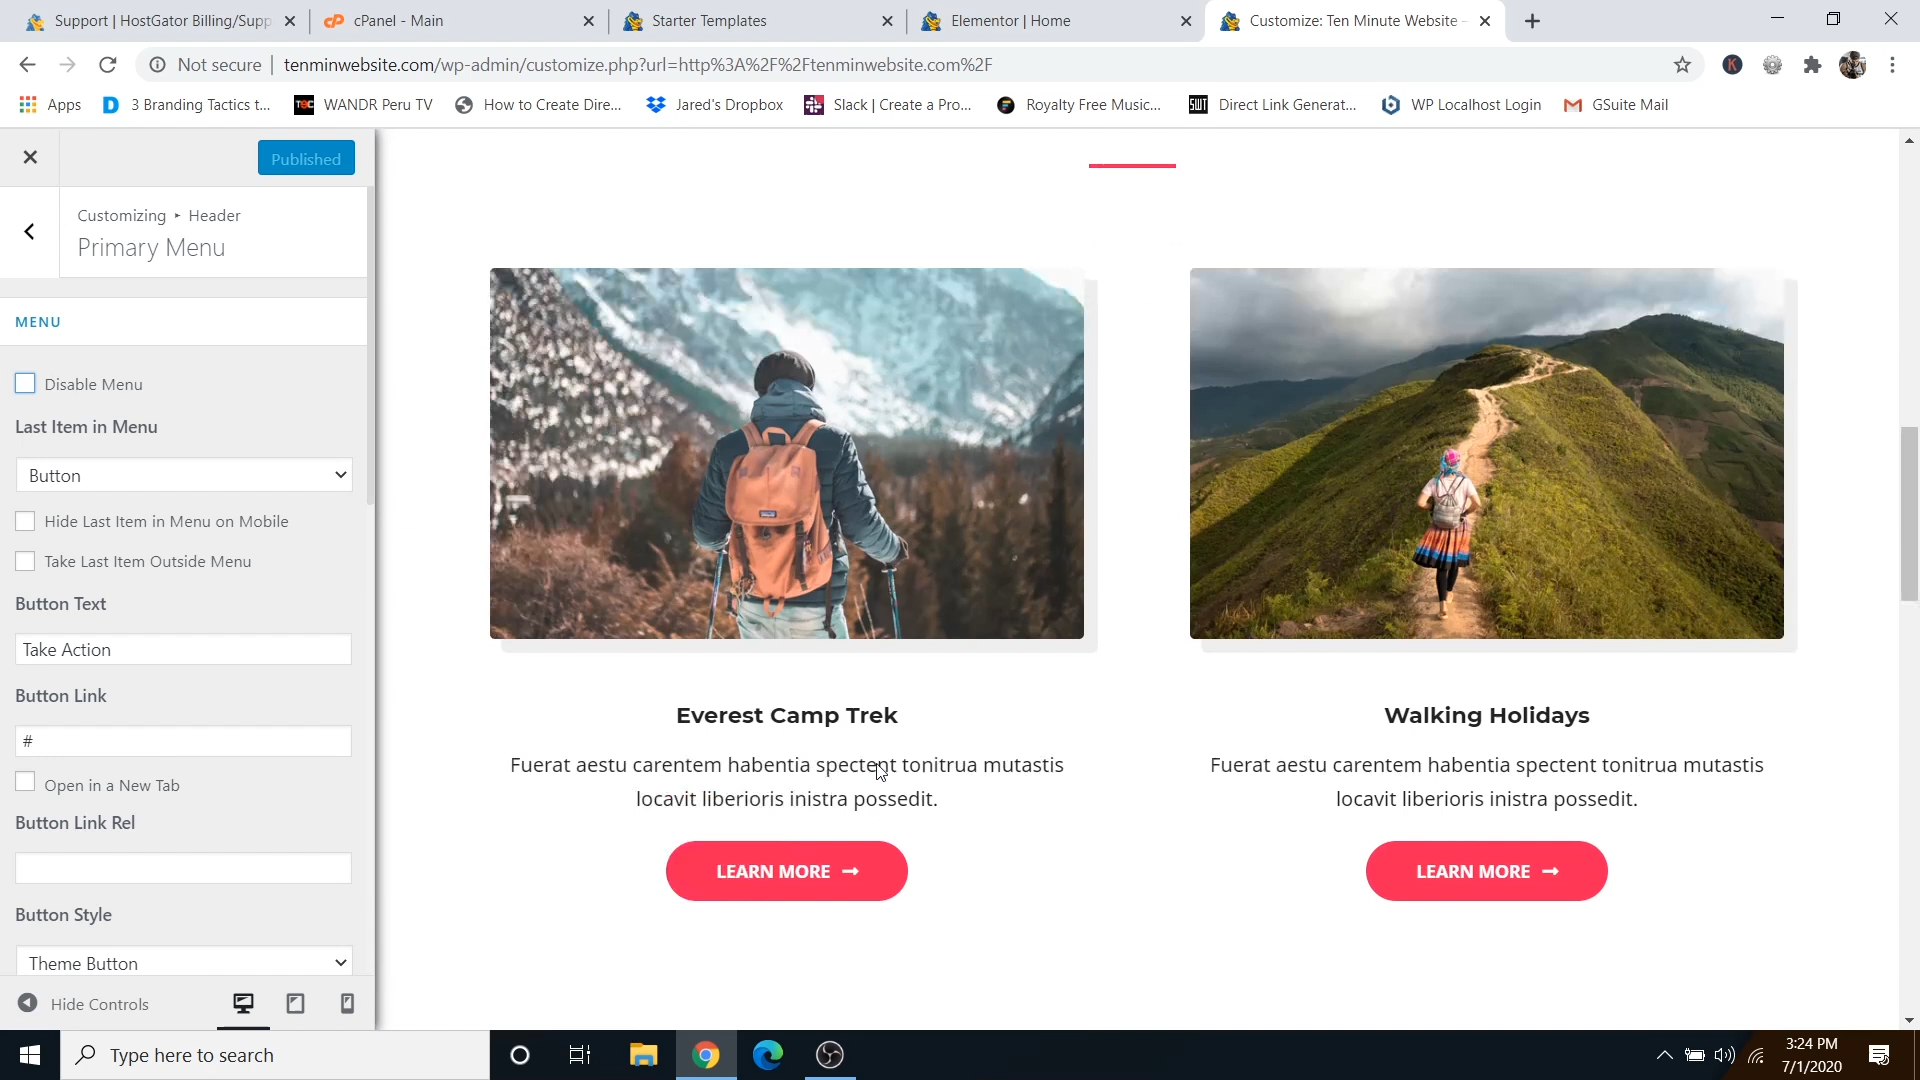 Support | HostGator Billing/Supp
cPanel - Main
Starter Templates
Elementor | Home
Customize: Ten Minute Website -
Not secure
tenminwebsite.com/wp-admin/customize.php?url=http%3A%2F%2Ftenminwebsite.com%2F
K
Apps
3 Branding Tactics t...
WANDR Peru TV
How to Create Dire...
Jared's Dropbox
Slack | Create a Pro...
Royalty Free Music...
SWT
Direct Link Generat...
WP Localhost Login
GSuite Mail
Published
Customizing ▸ Header
Primary Menu
MENU
Disable Menu
Last Item in Menu
Button
Hide Last Item in Menu on Mobile
Take Last Item Outside Menu
Button Text
Take Action
Button Link
#
Open in a New Tab
Button Link Rel
Button Style
Theme Button
Hide Controls
Everest Camp Trek
Fuerat aestu carentem habentia spectent tonitrua mutastis
locavit liberioris inistra possedit.
LEARN MORE →
Walking Holidays
Fuerat aestu carentem habentia spectent tonitrua mutastis
locavit liberioris inistra possedit.
LEARN MORE →
Type here to search
3:24 PM
7/1/2020